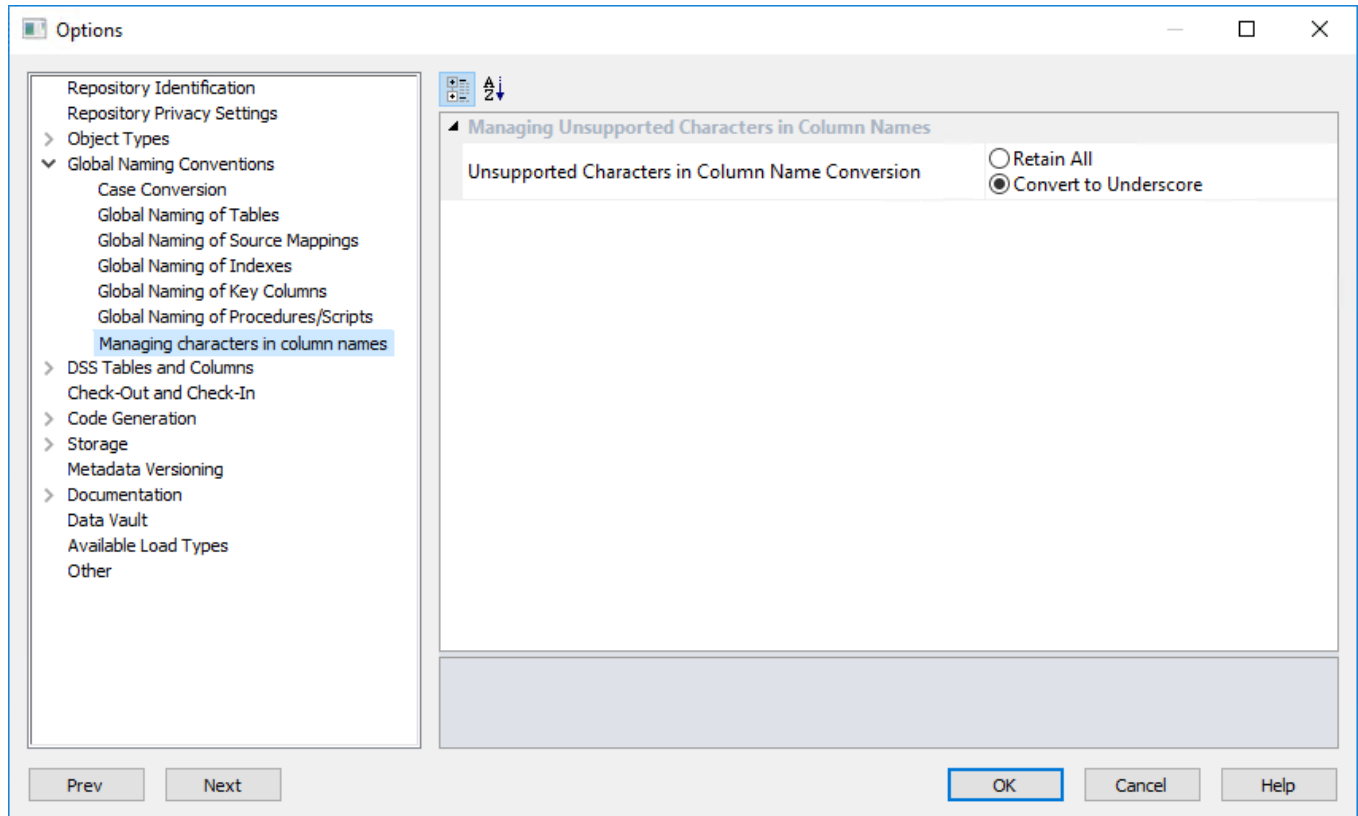 Options
Repository Identification
Repository Privacy Settings
Object Types
Global Naming Conventions
Case Conversion
Global Naming of Tables
Global Naming of Source Mappings
Global Naming of Indexes
Global Naming of Key Columns
Global Naming of Procedures/Scripts
Managing characters in column names
DSS Tables and Columns
Check-Out and Check-In
Code Generation
Storage
Metadata Versioning
Documentation
Data Vault
Available Load Types
Other
A
Z
Managing Unsupported Characters in Column Names
Unsupported Characters in Column Name Conversion
Retain All
Convert to Underscore
Prev
Next
OK
Cancel
Help